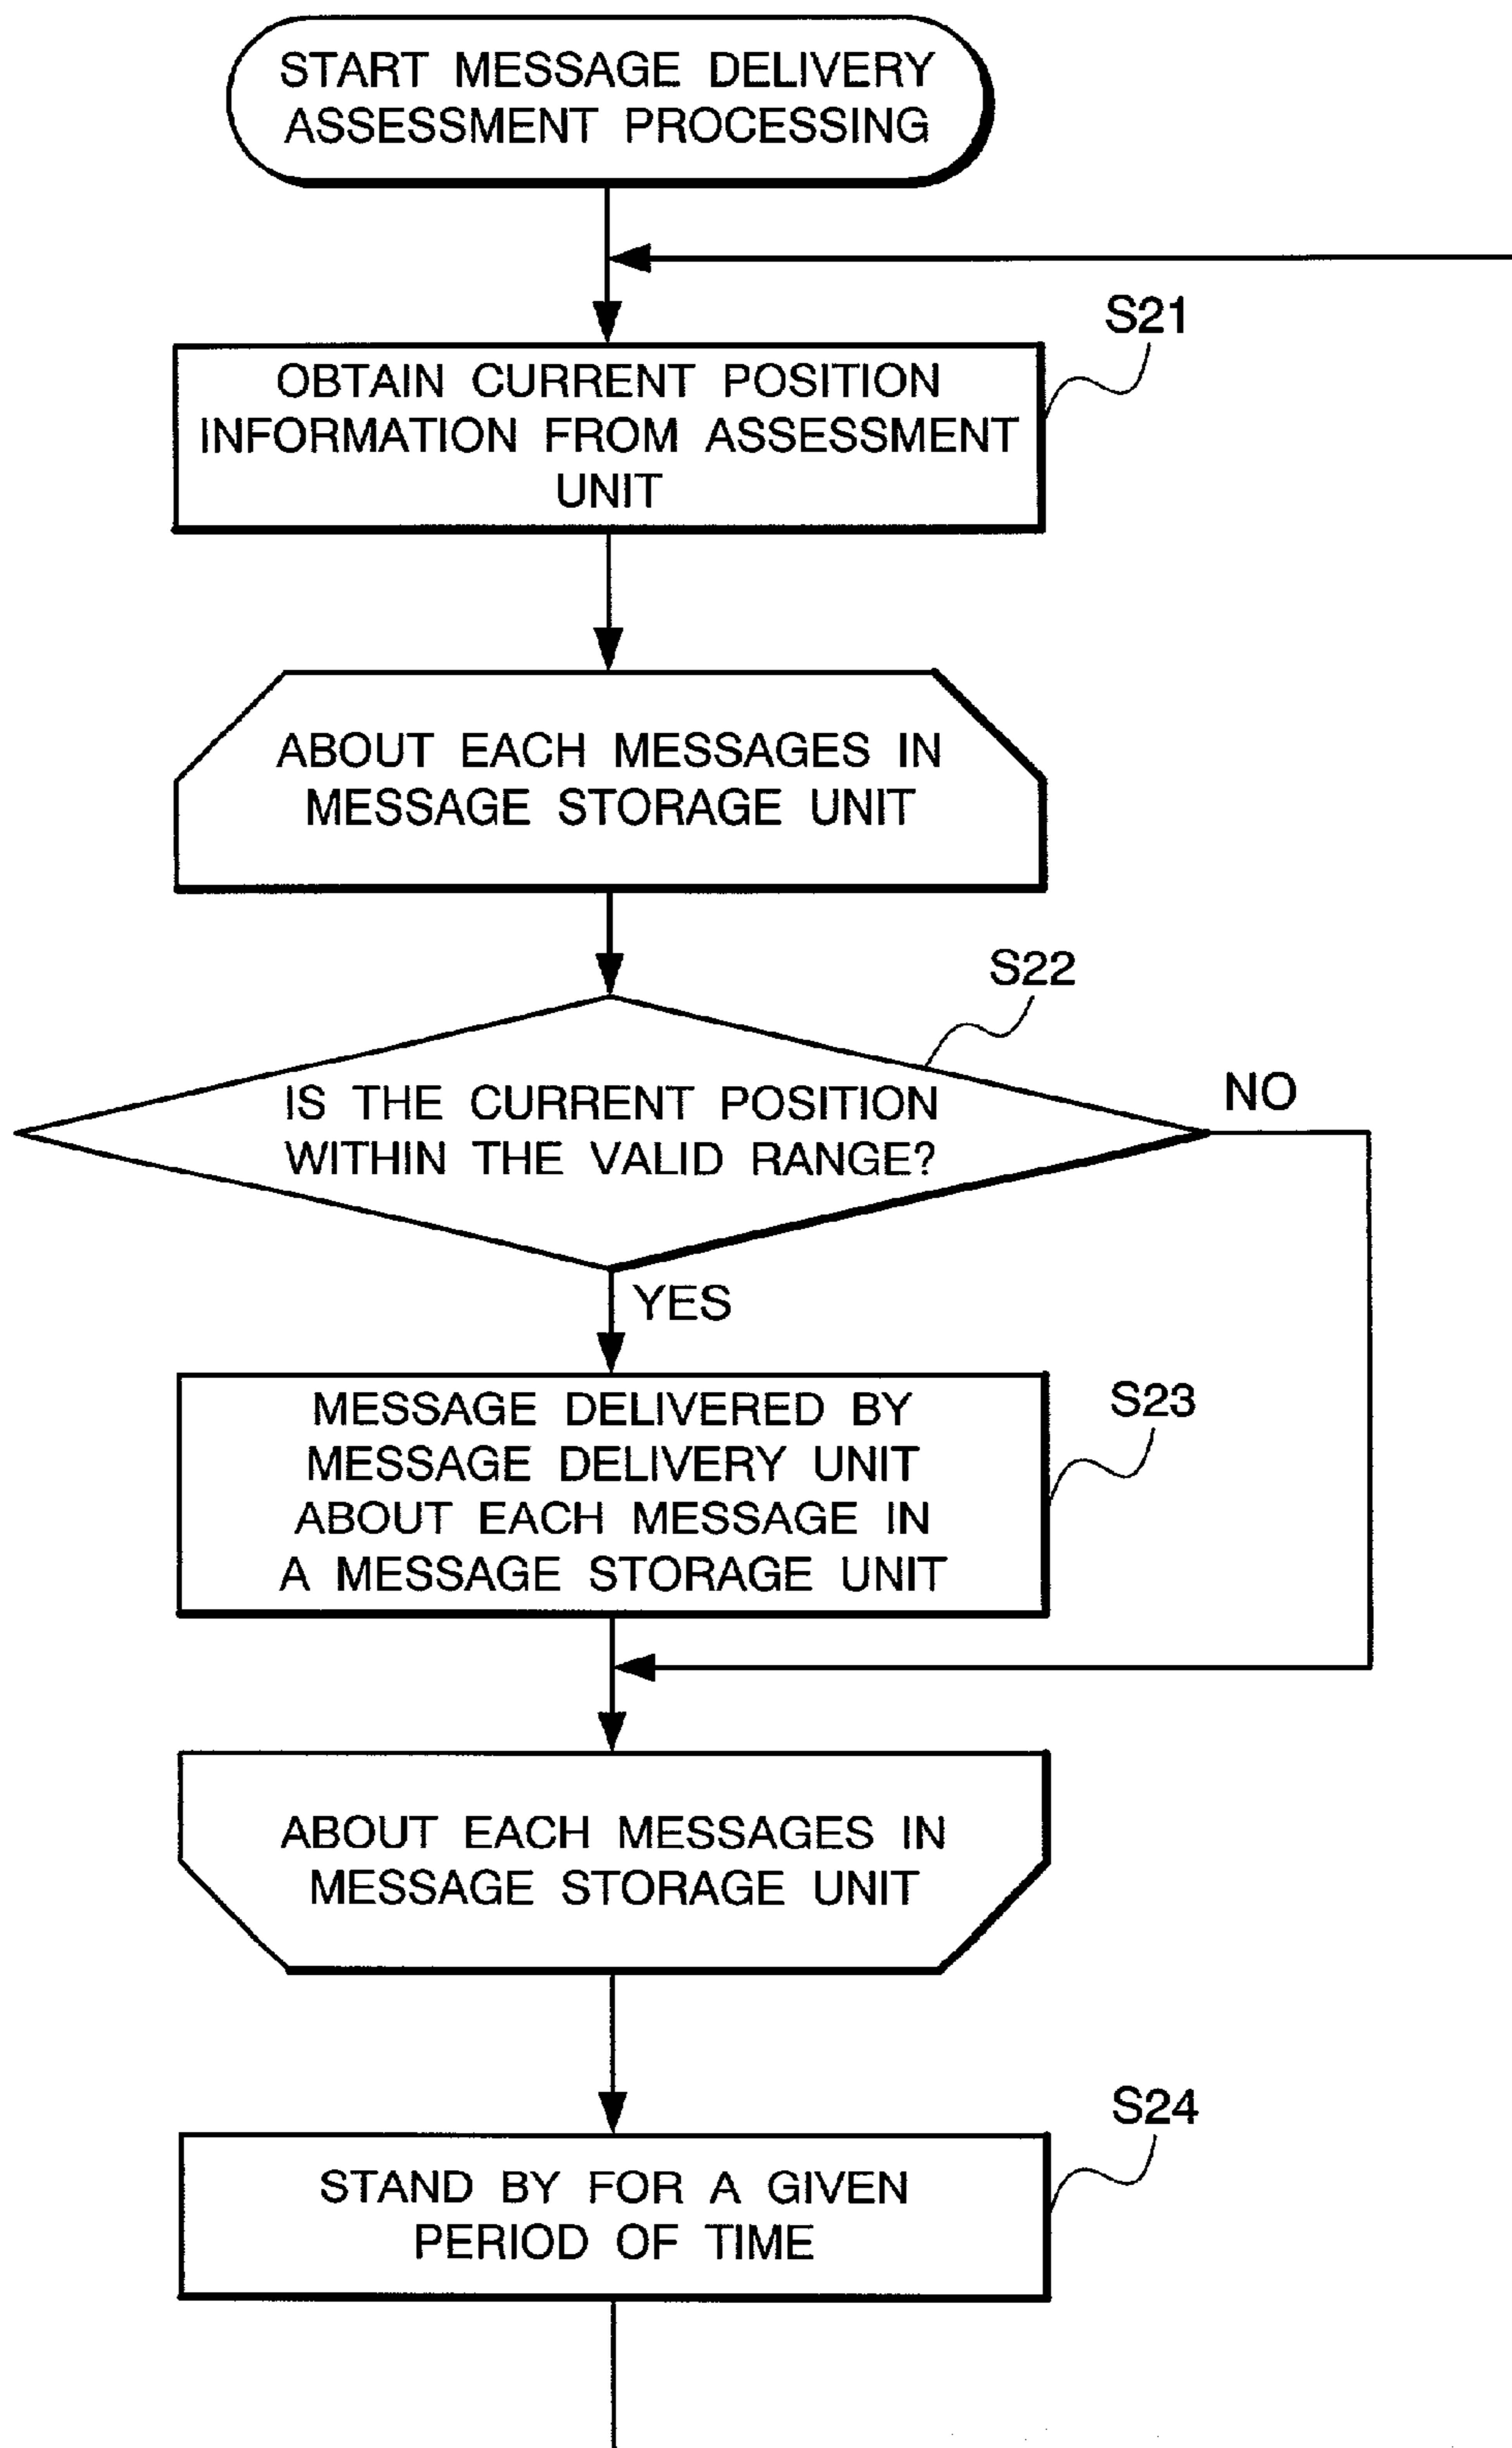 START MESSAGE DELIVERY
ASSESSMENT PROCESSING
S21
OBTAIN CURRENT POSITION
INFORMATION FROM ASSESSMENT
UNIT
ABOUT EACH MESSAGES IN
MESSAGE STORAGE UNIT
S22
IS THE CURRENT POSITION
WITHIN THE VALID RANGE?
NO
YES
S23
MESSAGE DELIVERED BY
MESSAGE DELIVERY UNIT
ABOUT EACH MESSAGE IN
A MESSAGE STORAGE UNIT
ABOUT EACH MESSAGES IN
MESSAGE STORAGE UNIT
S24
STAND BY FOR A GIVEN
PERIOD OF TIME